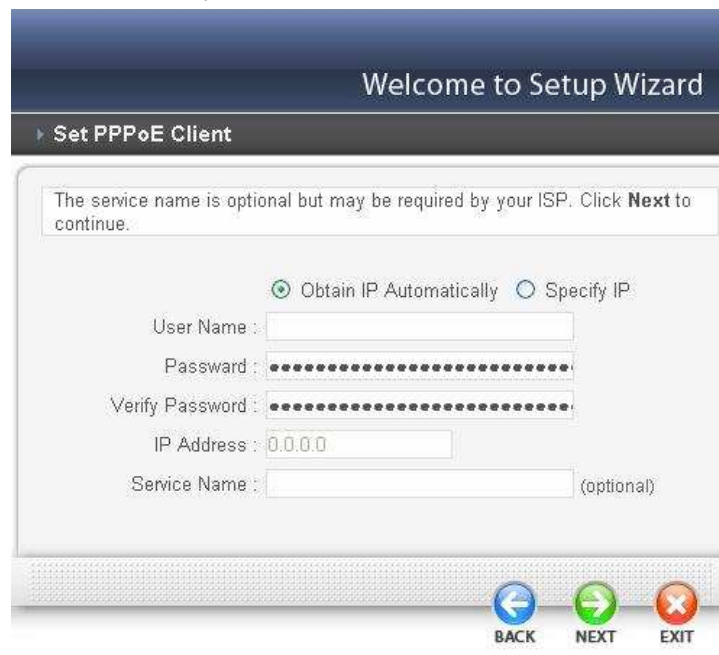 Welcome to Setup Wizard
Set PPPoE Client
The service name is optional but may be required by your ISP. Click Next to
continue.
Obtain IP Automatically Specify IP
User Name :
Passward :
Verify Password :
IP Address : 0.0.0.0
Service Name : (optional)
BACK NEXT EXIT